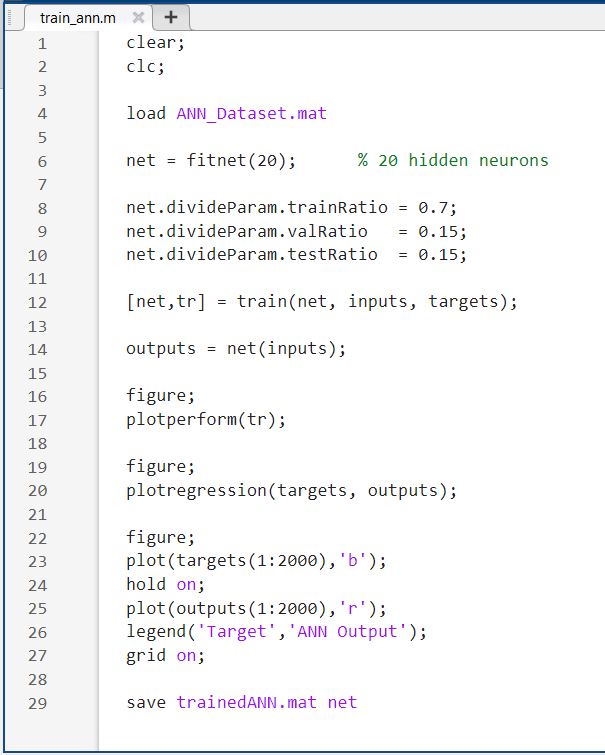 train_ann.m
1 clear;
2 clc;
3
4 load ANN_Dataset.mat
5
6 net = fitnet(20);      % 20 hidden neurons
7
8 net.divideParam.trainRatio = 0.7;
9 net.divideParam.valRatio   = 0.15;
10 net.divideParam.testRatio  = 0.15;
11
12 [net,tr] = train(net, inputs, targets);
13
14 outputs = net(inputs);
15
16 figure;
17 plotperform(tr);
18
19 figure;
20 plotregression(targets, outputs);
21
22 figure;
23 plot(targets(1:2000),'b');
24 hold on;
25 plot(outputs(1:2000),'r');
26 legend('Target','ANN Output');
27 grid on;
28
29 save trainedANN.mat net